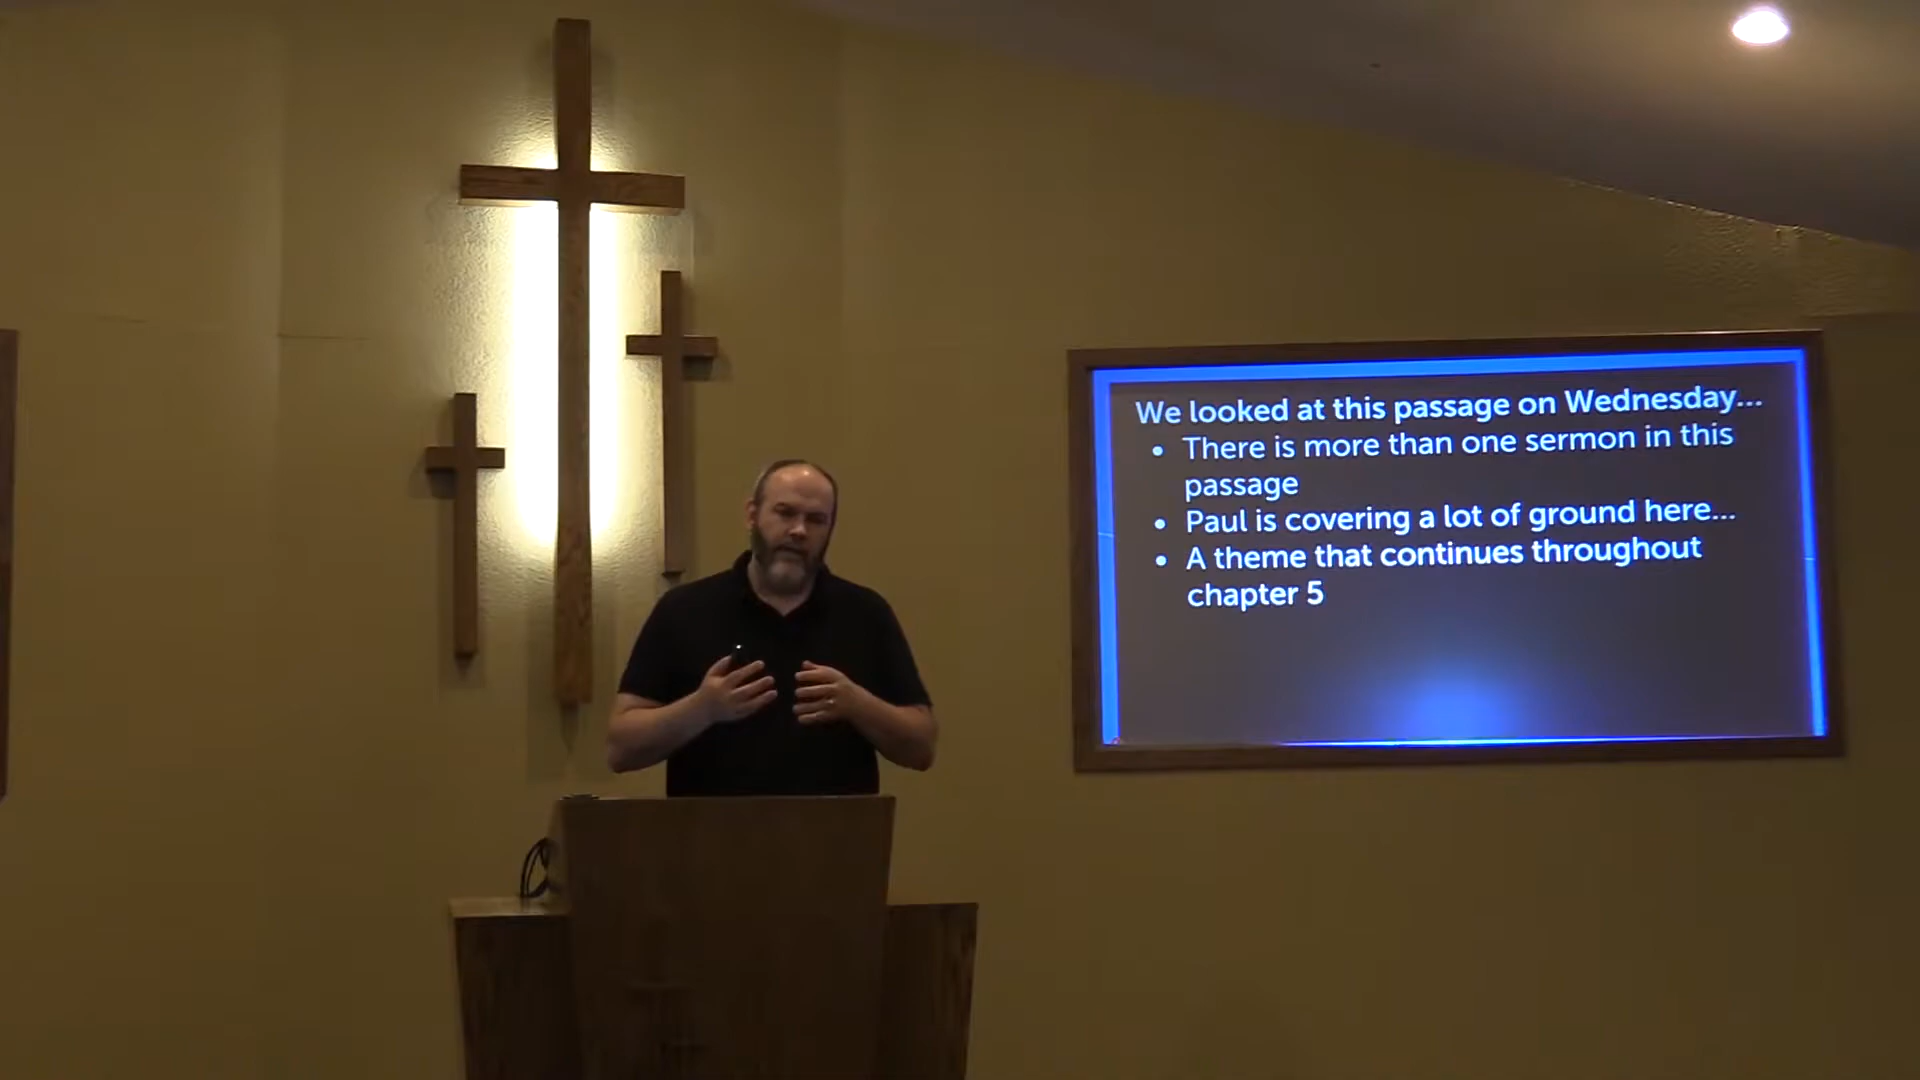 We looked at this passage on Wednesday...
• There is more than one sermon in this
passage
• Paul is covering a lot of ground here...
• A theme that continues throughout
chapter 5